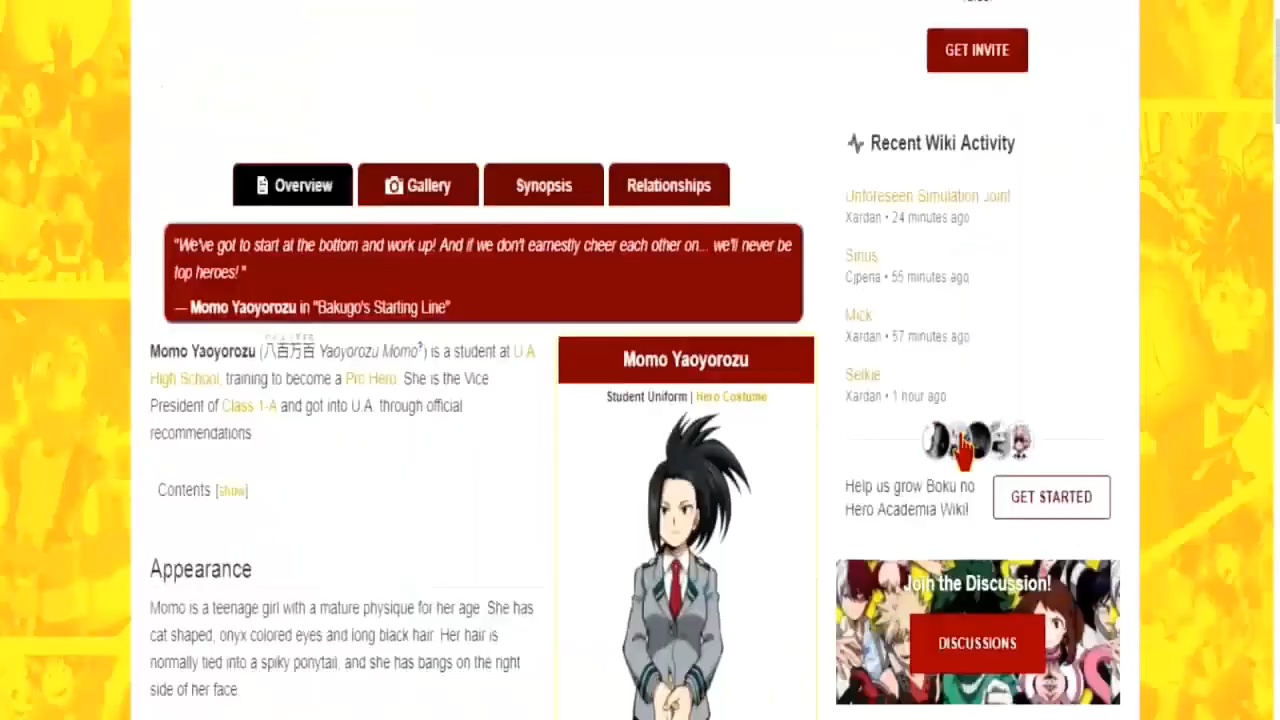 GET INVITE
Recent Wiki Activity
Unforeseen Simulation Joint
Xardan • 24 minutes ago
Sirius
Cjpena • 55 minutes ago
Mick
Xardan • 57 minutes ago
Selkie
Xardan • 1 hour ago
Help us grow Boku no
Hero Academia Wiki!
GET STARTED
Join the Discussion!
DISCUSSIONS
Overview
Gallery
Synopsis
Relationships
"We've got to start at the bottom and work up! And if we don't earnestly cheer each other on... we'll never be
top heroes! "
— Momo Yaoyorozu in "Bakugo's Starting Line"
Momo Yaoyorozu (八百万百 Yaoyorozu Momo?) is a student at U.A.
High School, training to become a Pro Hero. She is the Vice
President of Class 1-A and got into U.A. through official
recommendations
Contents [show]
Appearance
Momo is a teenage girl with a mature physique for her age. She has
cat shaped, onyx colored eyes and long black hair. Her hair is
normally tied into a spiky ponytail, and she has bangs on the right
side of her face.
Momo Yaoyorozu
Student Uniform | Hero Costume